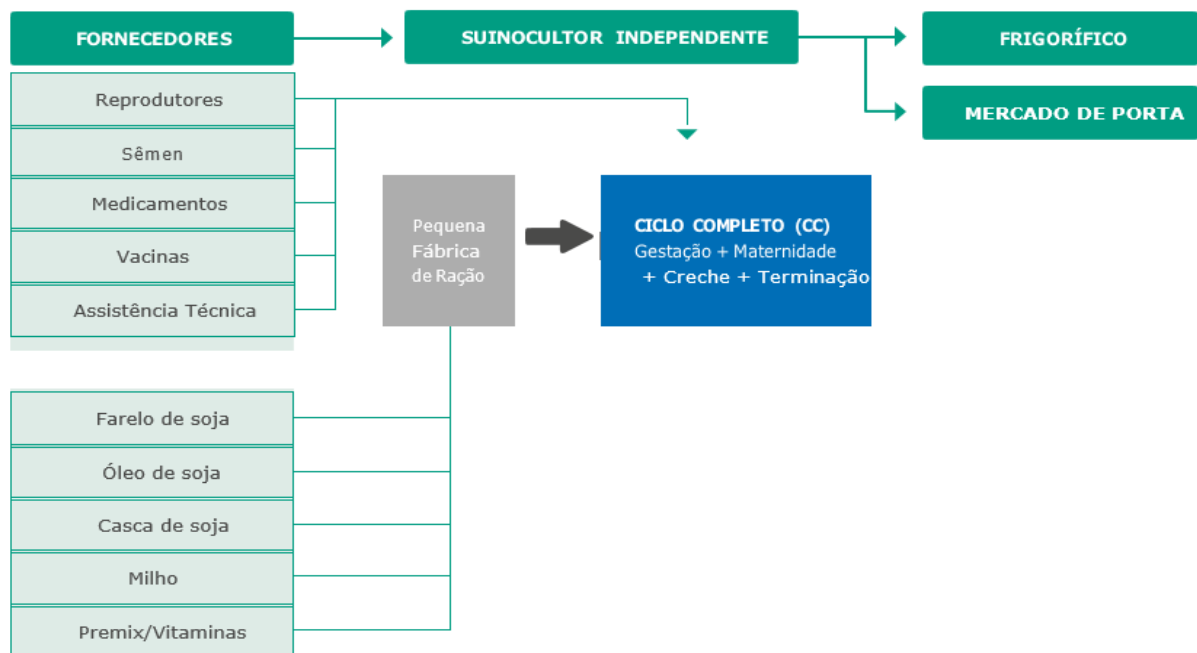 FORNECEDORES
SUINOCULTOR INDEPENDENTE
FRIGORÍFICO
MERCADO DE PORTA
Reprodutores
Sêmen
Medicamentos
Vacinas
Assistência Técnica
Pequena
Fábrica
de Ração
CICLO COMPLETO (CC)
Gestação + Maternidade
+ Creche + Terminação
Farelo de soja
Óleo de soja
Casca de soja
Milho
Premix/Vitaminas